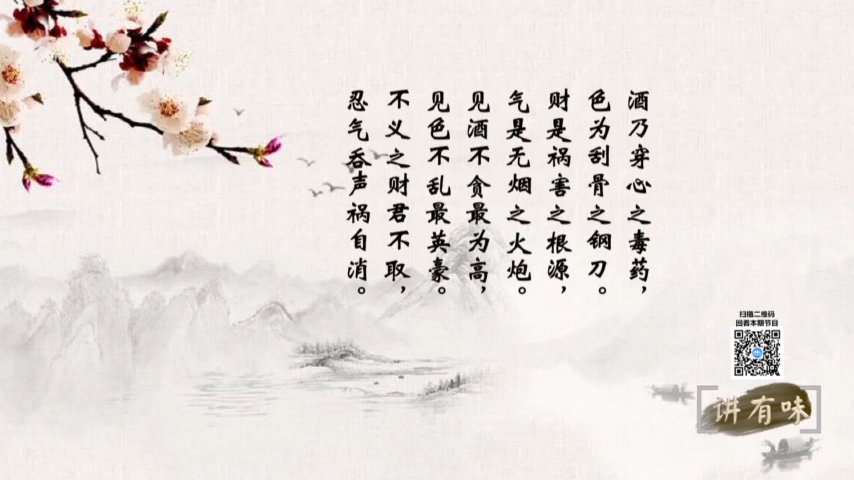 酒乃穿心之毒药，
色为刮骨之钢刀。
财是祸害之根源，
气是无烟之火炮。
见酒不贪最为高，
见色不乱最英豪。
不义之财君不取，
忍气吞声祸自消。
扫描二维码
回看本期节目
讲有味